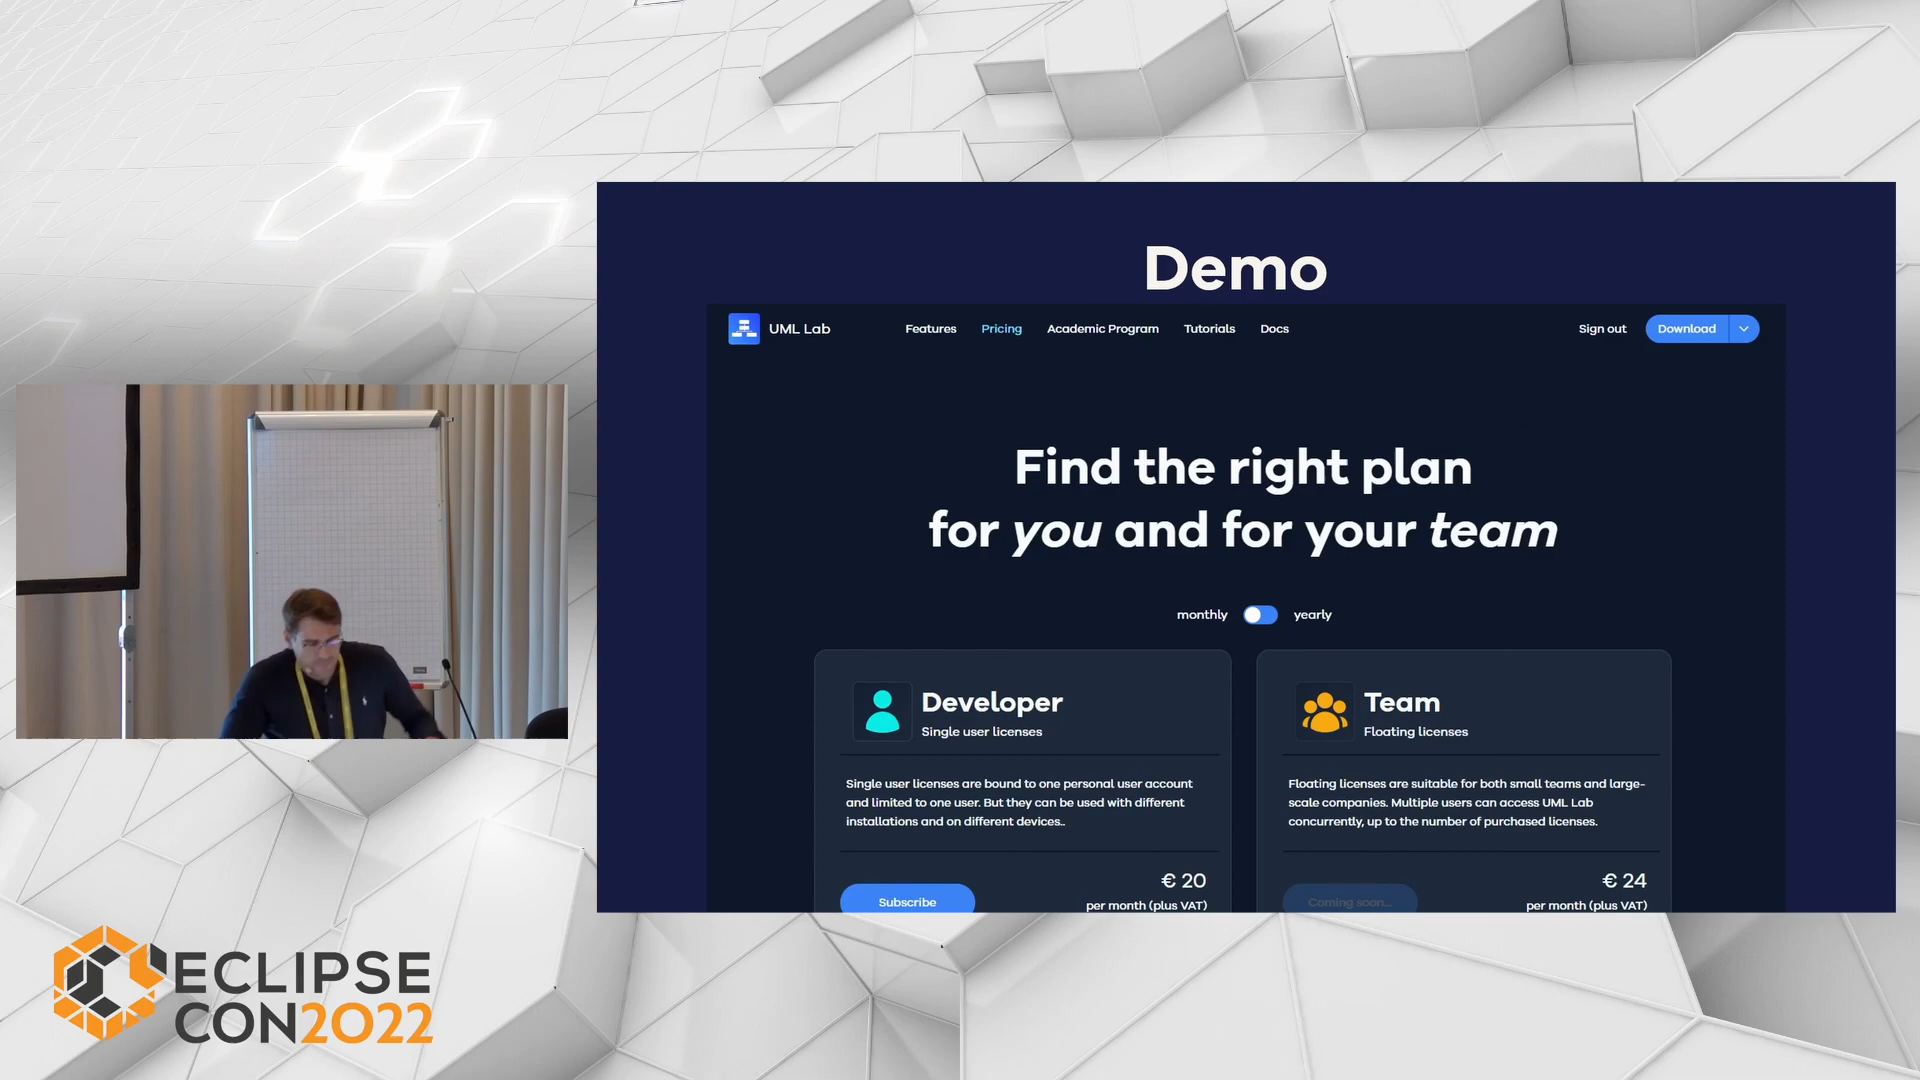 Demo
UML Lab
Features
Pricing
Academic Program
Tutorials
Docs
Sign out
Download
Find the right plan
for you and for your team
monthly
yearly
Developer
Single user licenses
Single user licenses are bound to one personal user account
and limited to one user. But they can be used with different
installations and on different devices..
Subscribe
€ 20
per month (plus VAT)
Team
Floating licenses
Floating licenses are suitable for both small teams and large-
scale companies. Multiple users can access UML Lab
concurrently, up to the number of purchased licenses.
Coming soon...
€ 24
per month (plus VAT)
ECLIPSE
CON2022